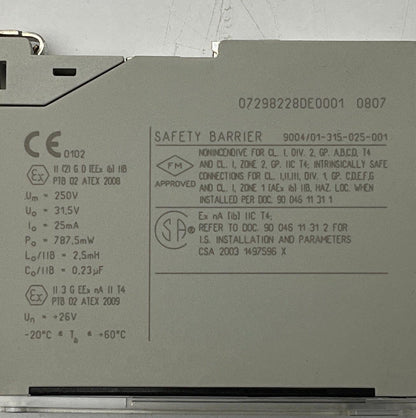 07298228DE0001 0807
CE 0102
Ex II (2) G D [EEx ib] IIB
PTB 02 ATEX 2008
Um = 250V
Uo = 31,5V
Io = 25mA
Po = 787,5mW
Lo/IIB = 2,5mH
Co/IIB = 0,23µF
Ex II 3 G EEx nA II T4
PTB 02 ATEX 2009
Un = +26V
-20°C ≤ Ta ≤ +60°C
SAFETY BARRIER 9004/01-315-025-001
FM
APPROVED
NONINCENDIVE FOR CL. I, DIV. 2, GP. A,B,C,D, T4
AND CL. I, ZONE 2, GP. IIC T4; INTRINSICALLY SAFE
CONNECTIONS FOR CL. I,II,III, DIV. 1, GP. C,D,E,F,G
AND CL. I, ZONE 1 [AEx ib] IIB, HAZ. LOC. WHEN
INSTALLED PER DOC. 90 046 11 31 1
CSA
Ex nA [ib] IIC T4;
REFER TO DOC. 90 046 11 31 2 FOR
I.S. INSTALLATION AND PARAMETERS
CSA 2003 1497596 X